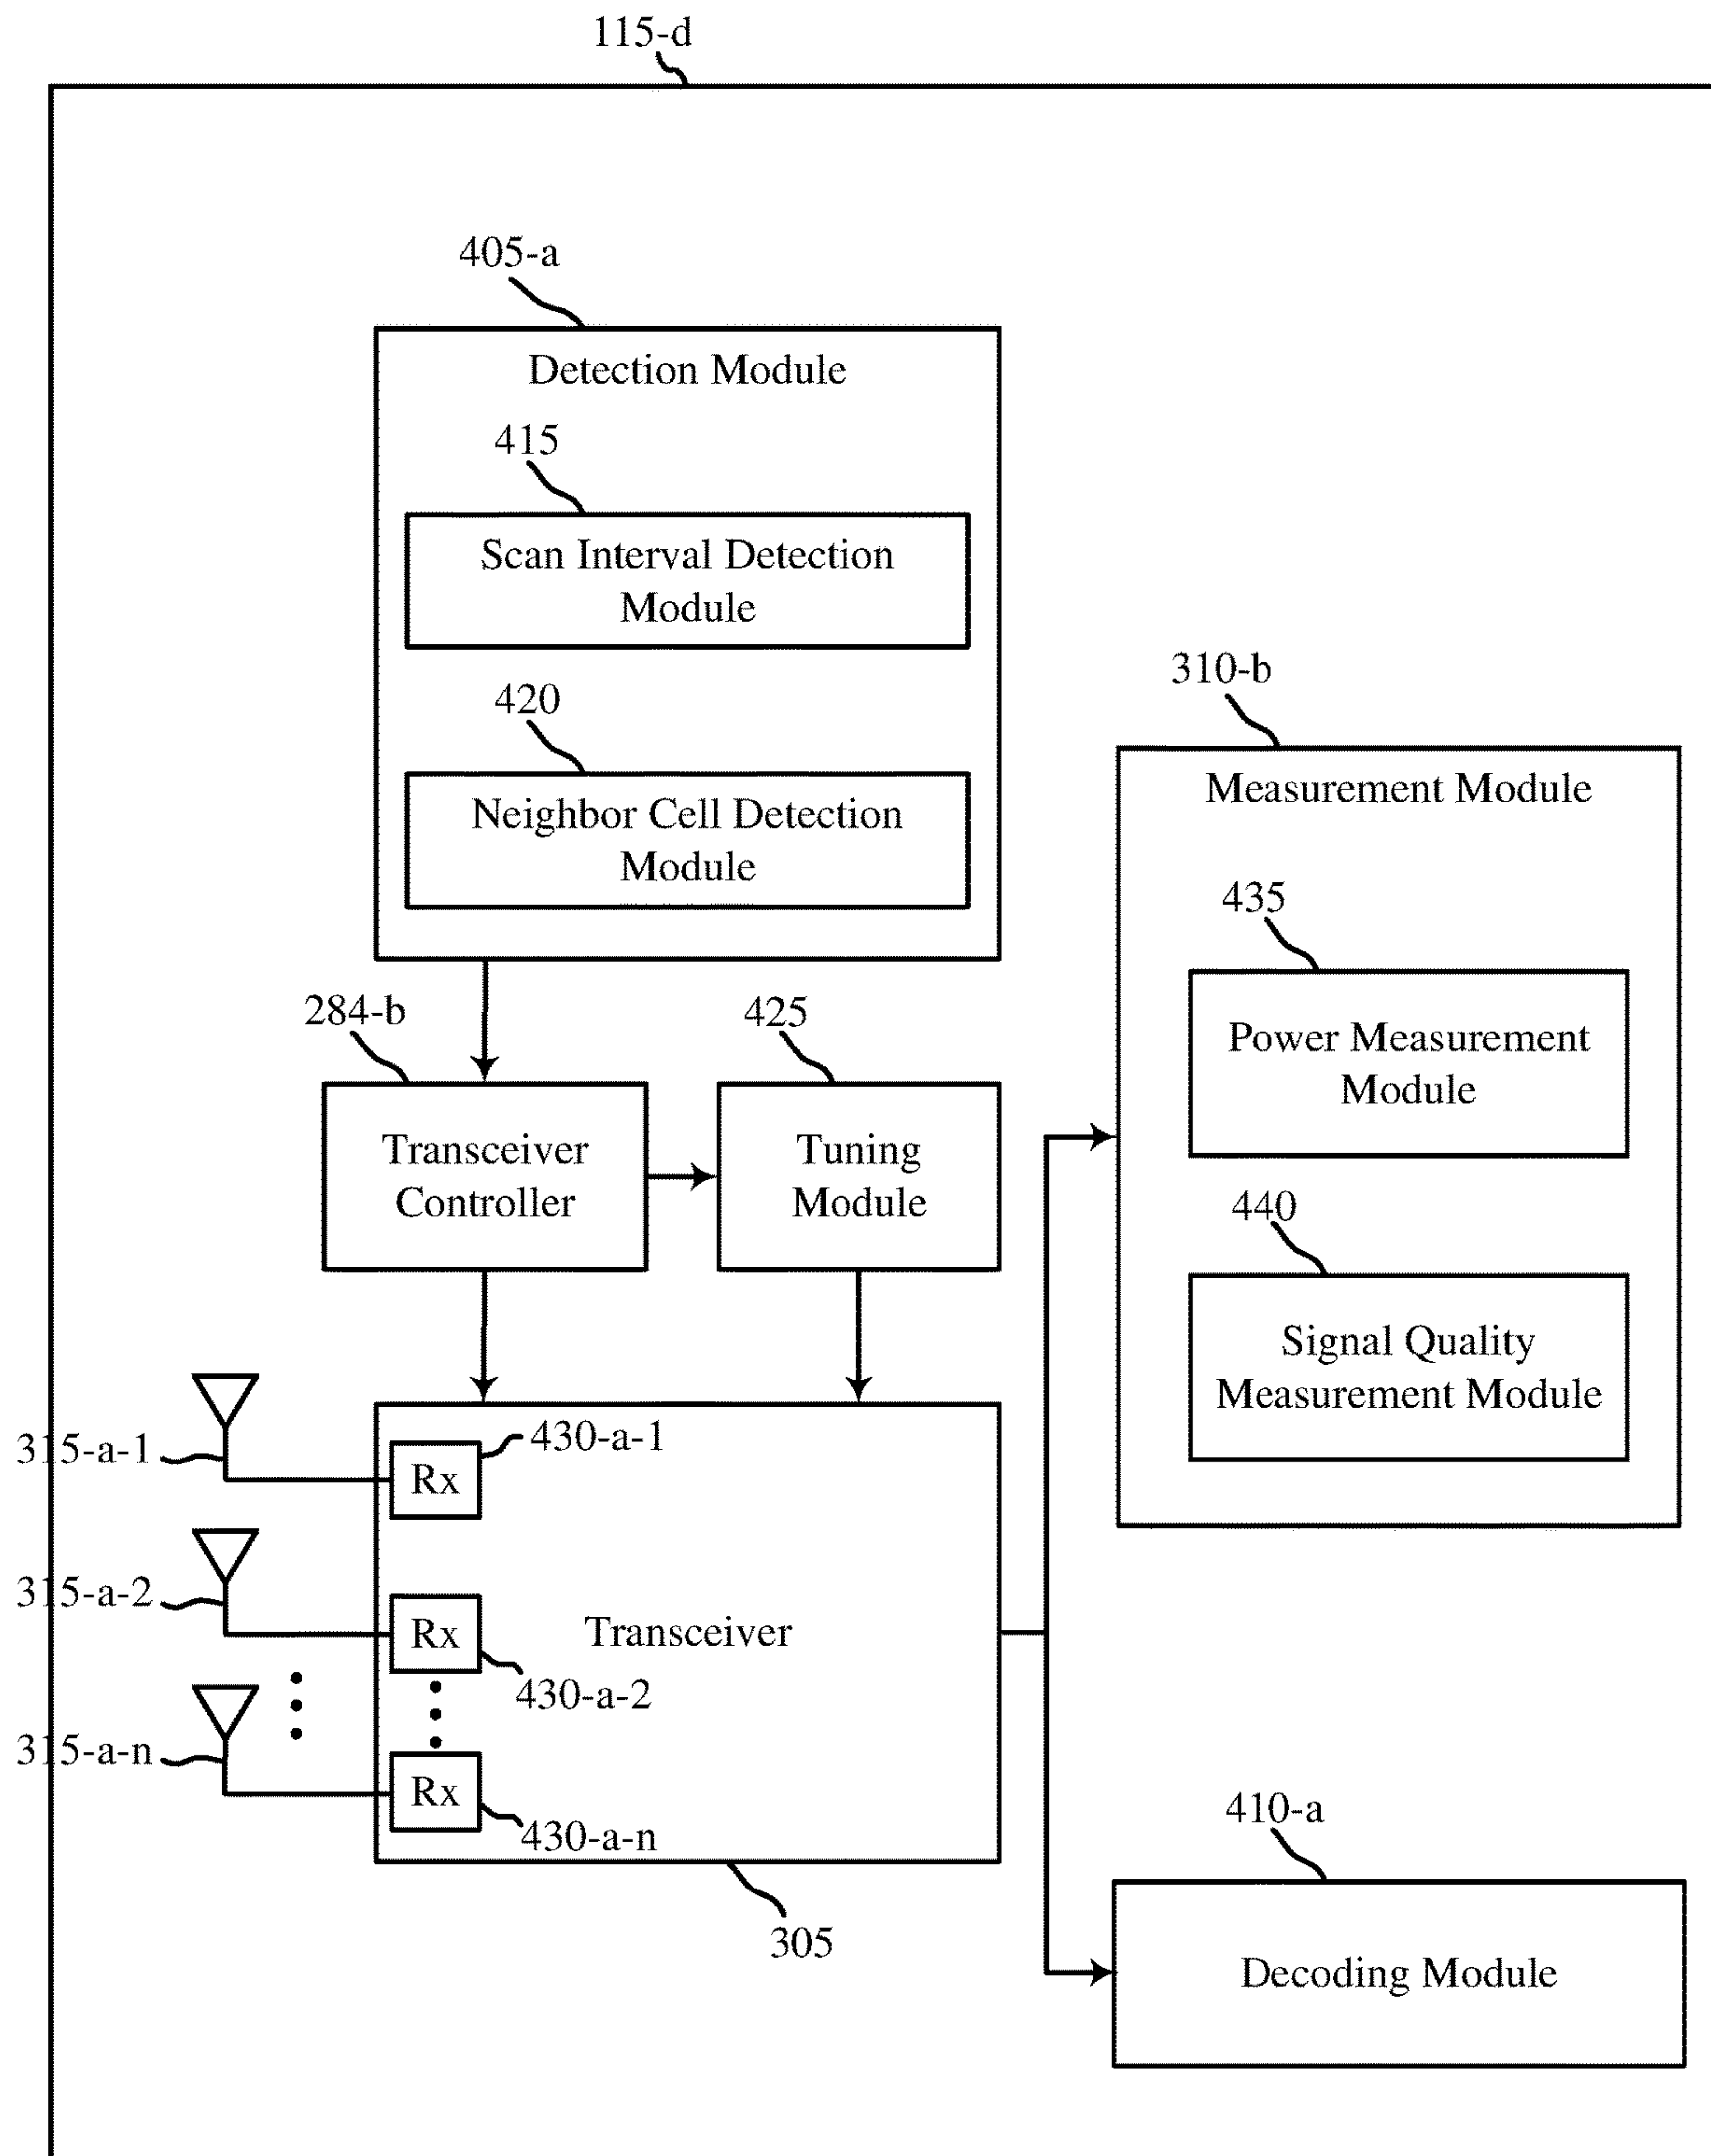 115-d
405-a
Detection Module
415
Scan Interval Detection
Module
420
Neighbor Cell Detection
Module
310-b
Measurement Module
435
Power Measurement
Module
440
Signal Quality
Measurement Module
284-b
Transceiver
Controller
425
Tuning
Module
315-a-1
Rx
430-a-1
315-a-2
Rx
430-a-2
Transceiver
315-a-n
Rx
430-a-n
305
410-a
Decoding Module